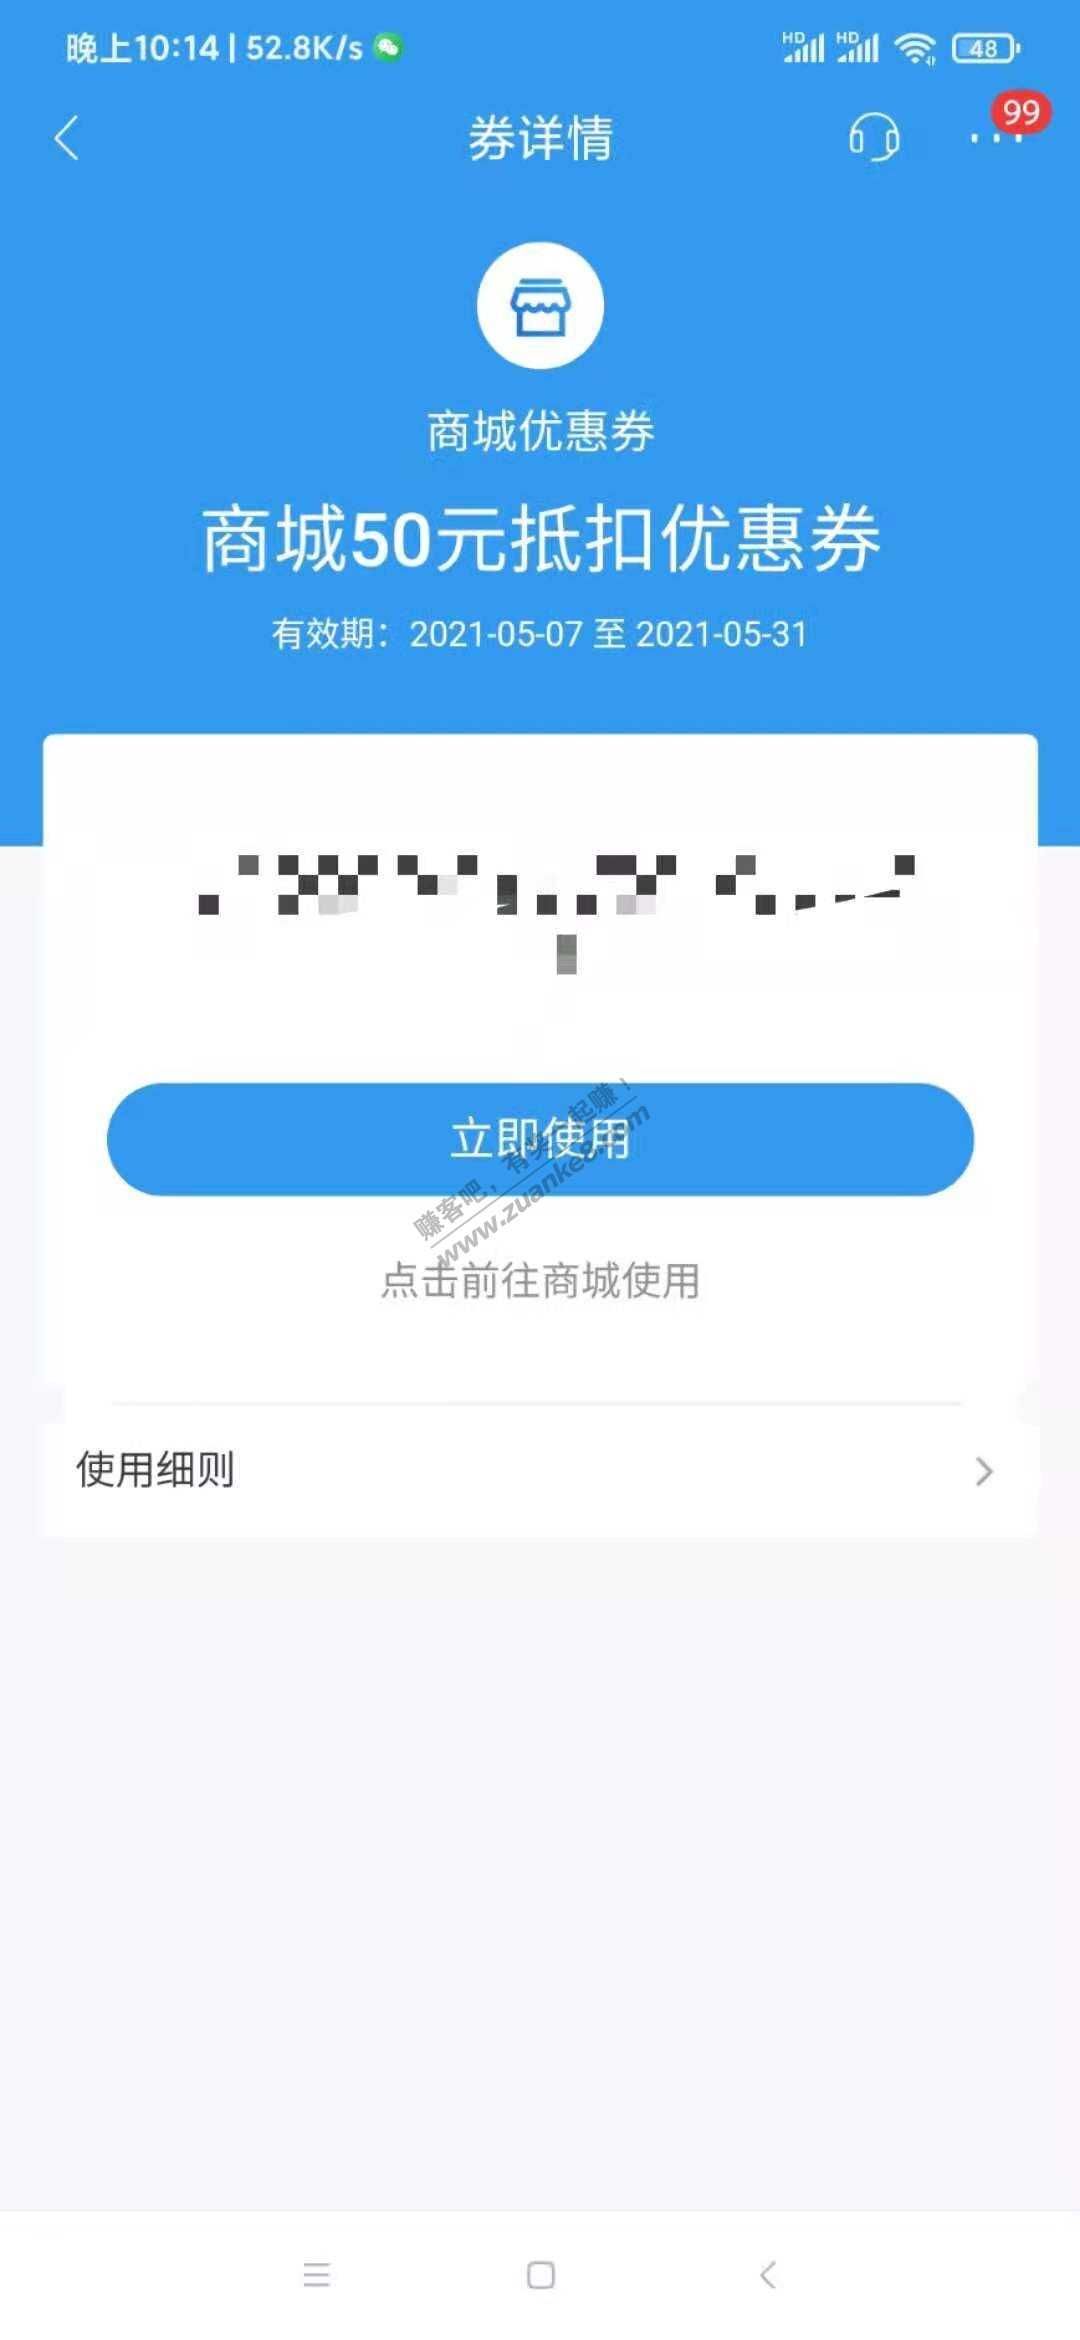 晚上10:14 | 52.8K/s
HD HD 48
券详情
99
商城优惠券
商城50元抵扣优惠券
有效期：2021-05-07 至 2021-05-31
立即使用
赚客吧，有奖一起赚！
www.zuanke8.com
点击前往商城使用
使用细则